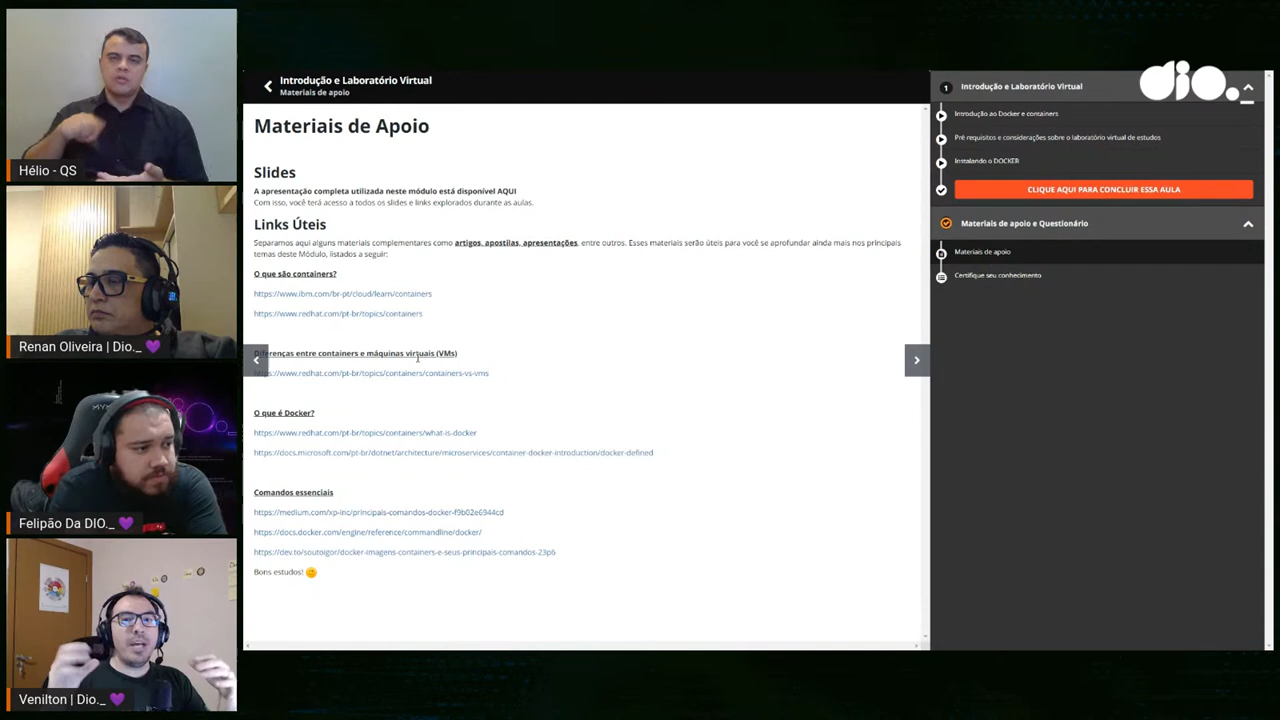 Hélio - QS
Renan Oliveira | Dio._ 💜
Felipão Da DIO._ 💜
Venilton | Dio._ 💜
Introdução e Laboratório Virtual
Materiais de apoio
Materiais de Apoio
Slides
A apresentação completa utilizada neste módulo está disponível AQUI
Com isso, você terá acesso a todos os slides e links explorados durante as aulas.
Links Úteis
Separamos aqui alguns materiais complementares como artigos, apostilas, apresentações, entre outros. Esses materiais serão úteis para você se aprofundar ainda mais nos principais
temas deste Módulo, listados a seguir:
O que são containers?
https://www.ibm.com/br-pt/cloud/learn/containers
https://www.redhat.com/pt-br/topics/containers
Diferenças entre containers e máquinas virtuais (VMs)
https://www.redhat.com/pt-br/topics/containers/containers-vs-vms
O que é Docker?
https://www.redhat.com/pt-br/topics/containers/what-is-docker
https://docs.microsoft.com/pt-br/dotnet/architecture/microservices/container-docker-introduction/docker-defined
Comandos essenciais
https://medium.com/xp-inc/principais-comandos-docker-f9b02e6944cd
https://docs.docker.com/engine/reference/commandline/docker/
https://dev.to/soutoigor/docker-imagens-containers-e-seus-principais-comandos-23p6
Bons estudos! 🙂
dio._
1 Introdução e Laboratório Virtual
Introdução ao Docker e containers
Pré requisitos e considerações sobre o laboratório virtual de estudos
Instalando o DOCKER
CLIQUE AQUI PARA CONCLUIR ESSA AULA
Materiais de apoio e Questionário
Materiais de apoio
Certifique seu conhecimento